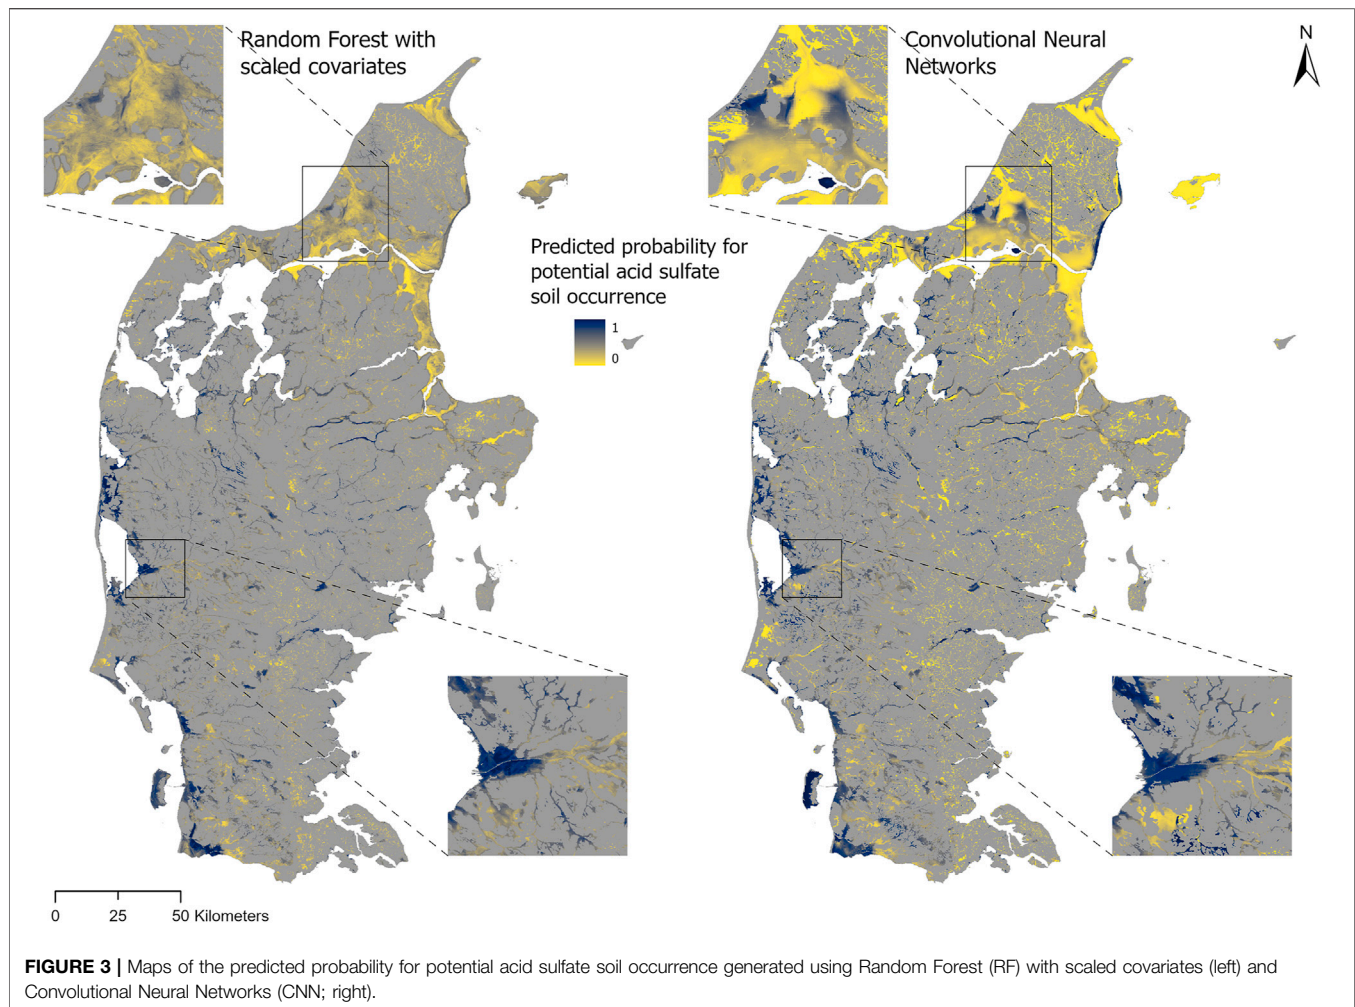 Random Forest with
scaled covariates
Convolutional Neural
Networks
N
Predicted probability for
potential acid sulfate
soil occurrence
1
0
0 25 50 Kilometers
FIGURE 3 | Maps of the predicted probability for potential acid sulfate soil occurrence generated using Random Forest (RF) with scaled covariates (left) and
Convolutional Neural Networks (CNN; right).